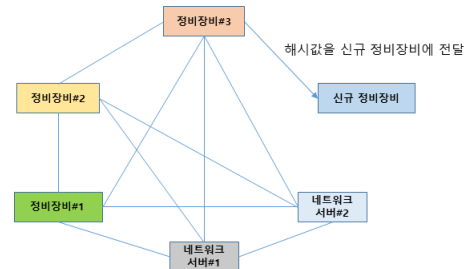 정비장비#3
해시값을 신규 정비장비에 전달
정비장비#2
신규 정비장비
정비장비#1
네트워크
서버#2
네트워크
서버#1